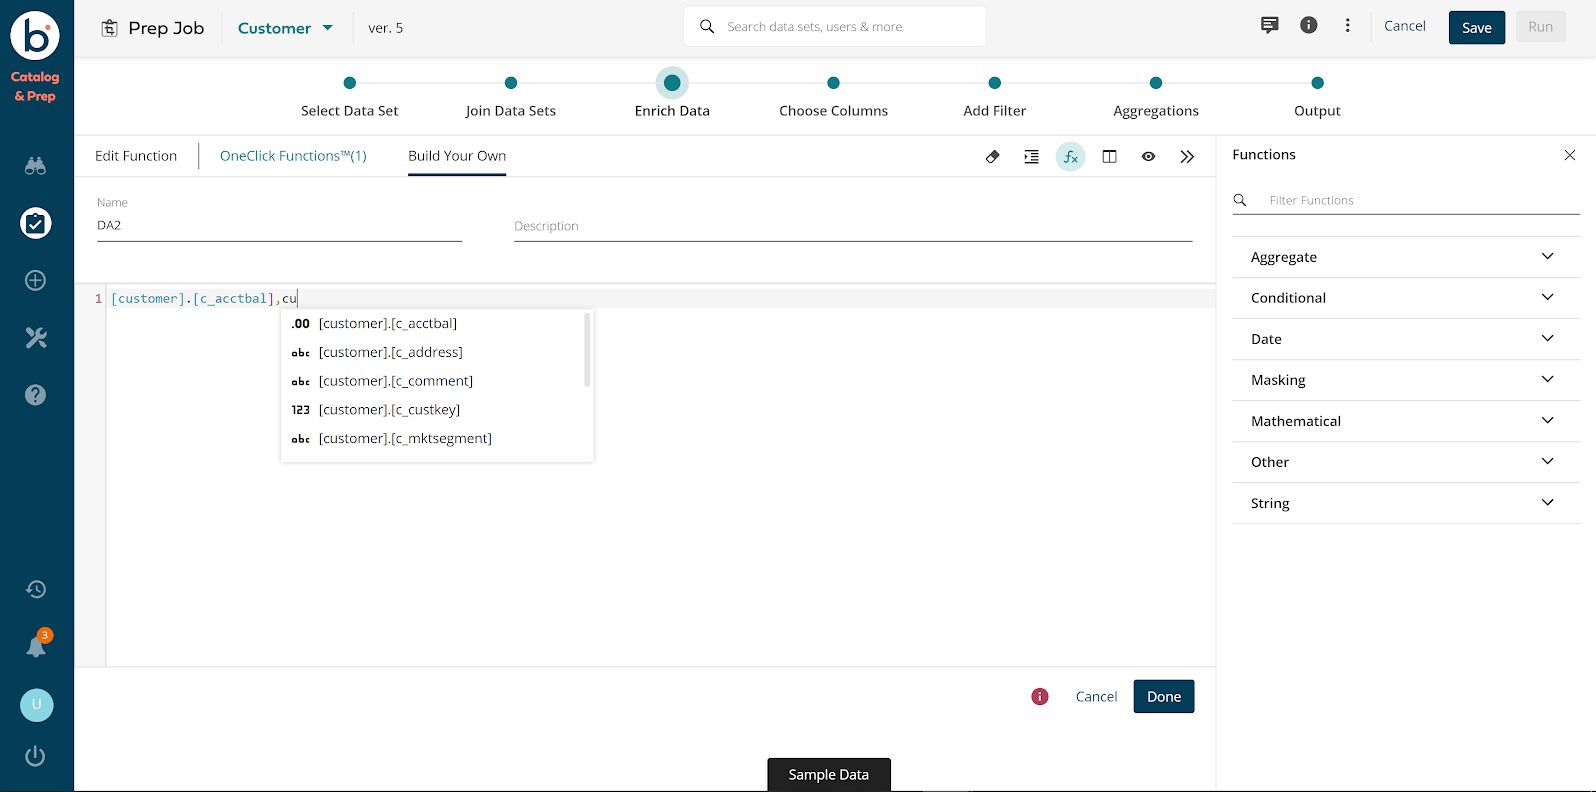 b
Catalog
& Prep
Prep Job
Customer
ver. 5
Search data sets, users & more
Cancel
Save
Run
Select Data Set
Join Data Sets
Enrich Data
Choose Columns
Add Filter
Aggregations
Output
Edit Function
OneClick Functions™(1)
Build Your Own
fx
Name
DA2
Description
1 [customer].[c_acctbal],cu
.00 [customer].[c_acctbal]
abc [customer].[c_address]
abc [customer].[c_comment]
123 [customer].[c_custkey]
abc [customer].[c_mktsegment]
Functions
Filter Functions
Aggregate
Conditional
Date
Masking
Mathematical
Other
String
3
U
Cancel
Done
Sample Data